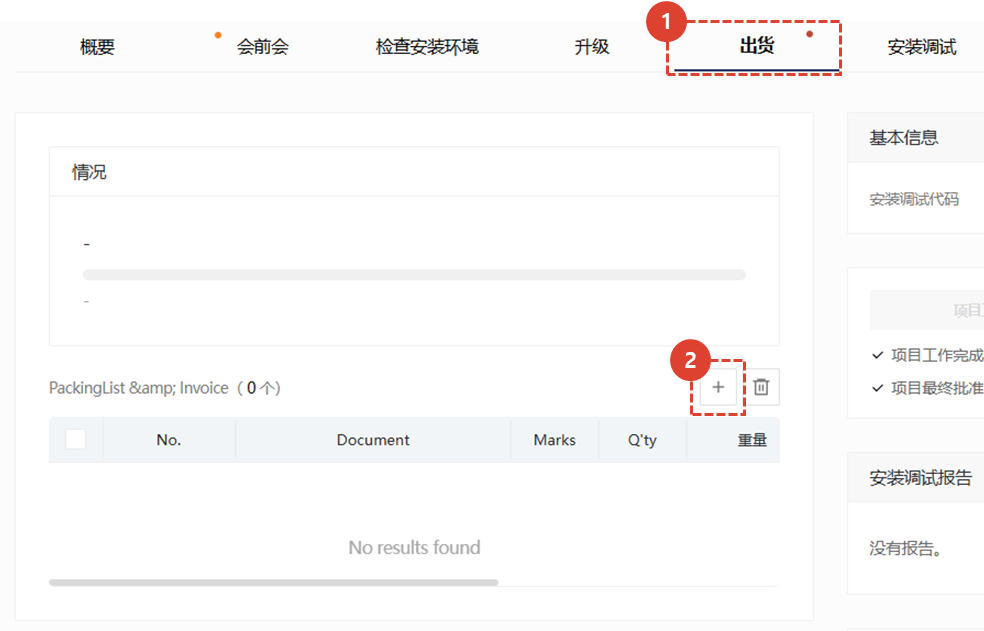 1
概要 会前会 检查安装环境 升级 出货 安装调试
基本信息
情况
安装调试代码
-
-
项目
2
项目工作完成
PackingList &amp; Invoice ( 0 个)
+
项目最终批准
No. Document Marks Q'ty 重量
安装调试报告
No results found
没有报告。